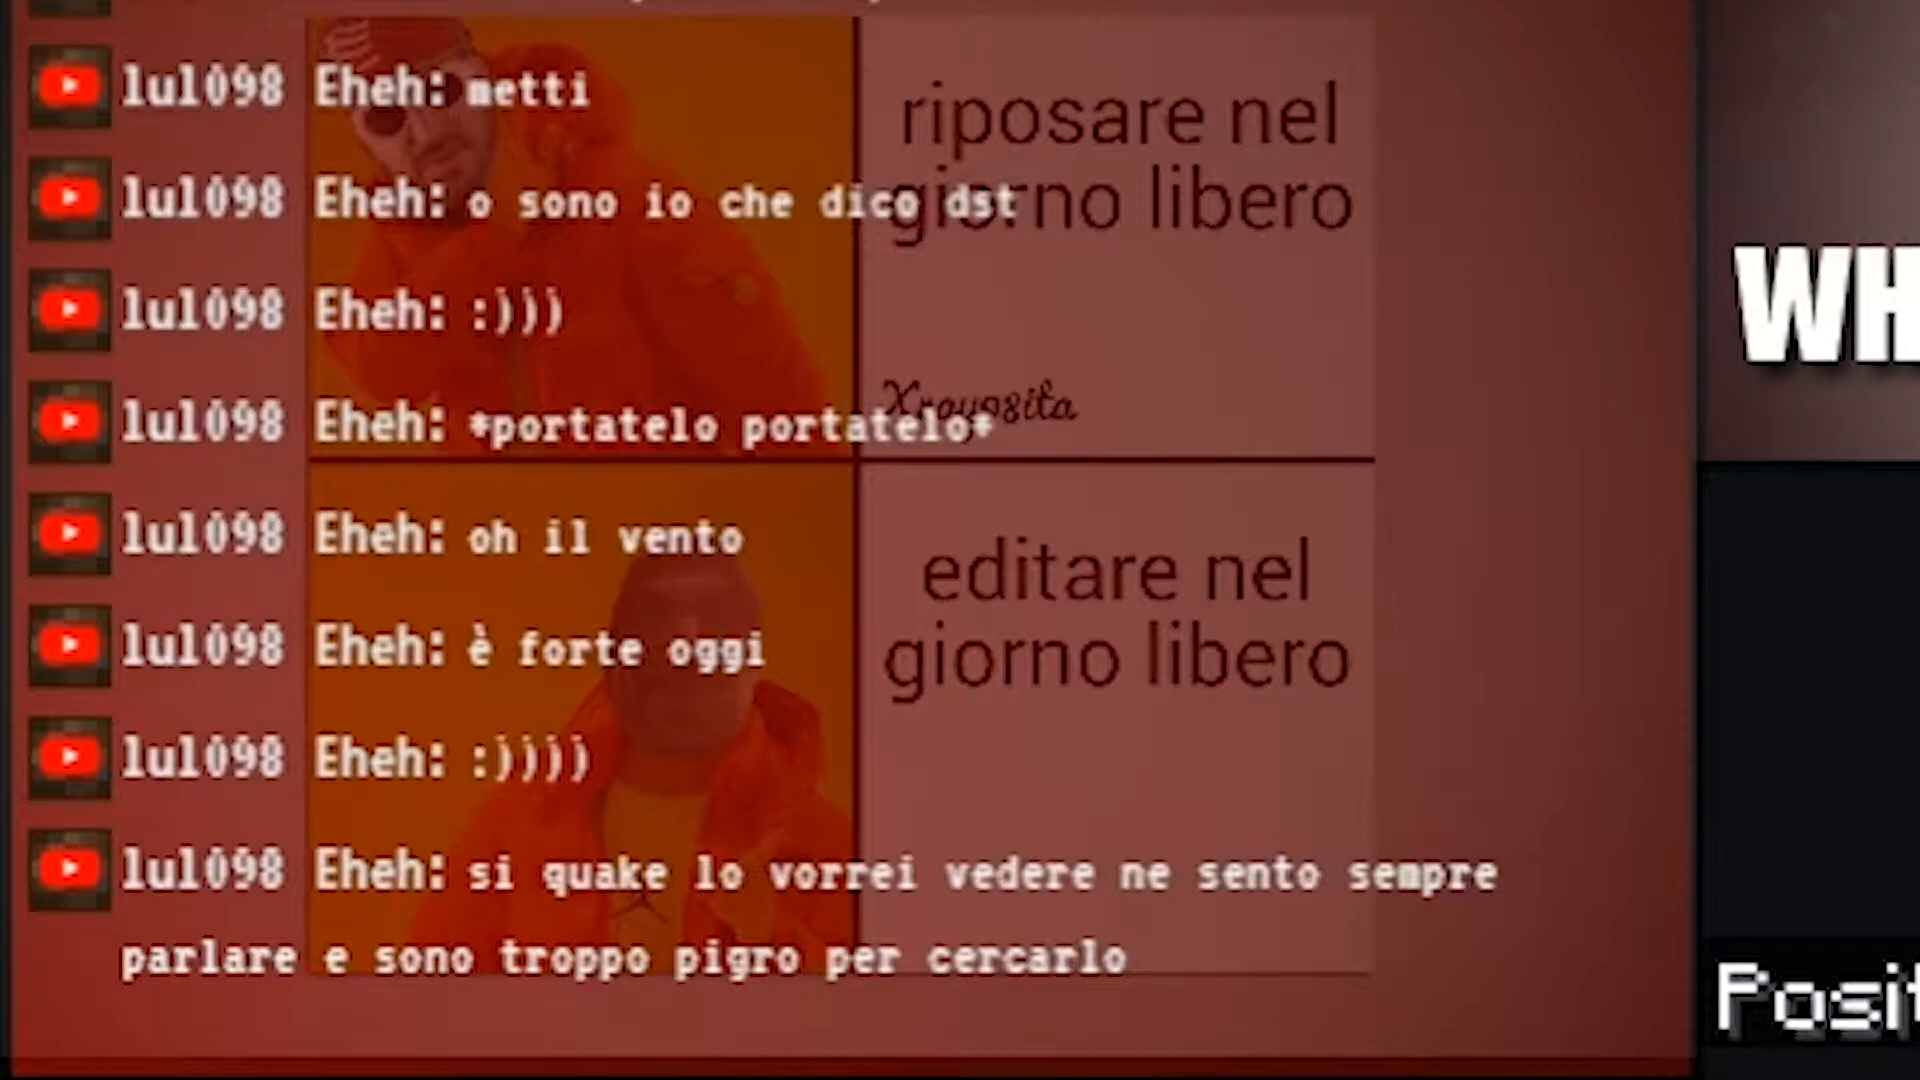 lul098 Eheh: metti
lul098 Eheh: o sono io che dico dst
lul098 Eheh: :)))
lul098 Eheh: *portatelo portatelo*
lul098 Eheh: oh il vento
lul098 Eheh: è forte oggi
lul098 Eheh: :))))
lul098 Eheh: si quake lo vorrei vedere ne sento sempre
parlare e sono troppo pigro per cercarlo
riposare nel
giorno libero
Xrayosita
editare nel
giorno libero
WH
Posit